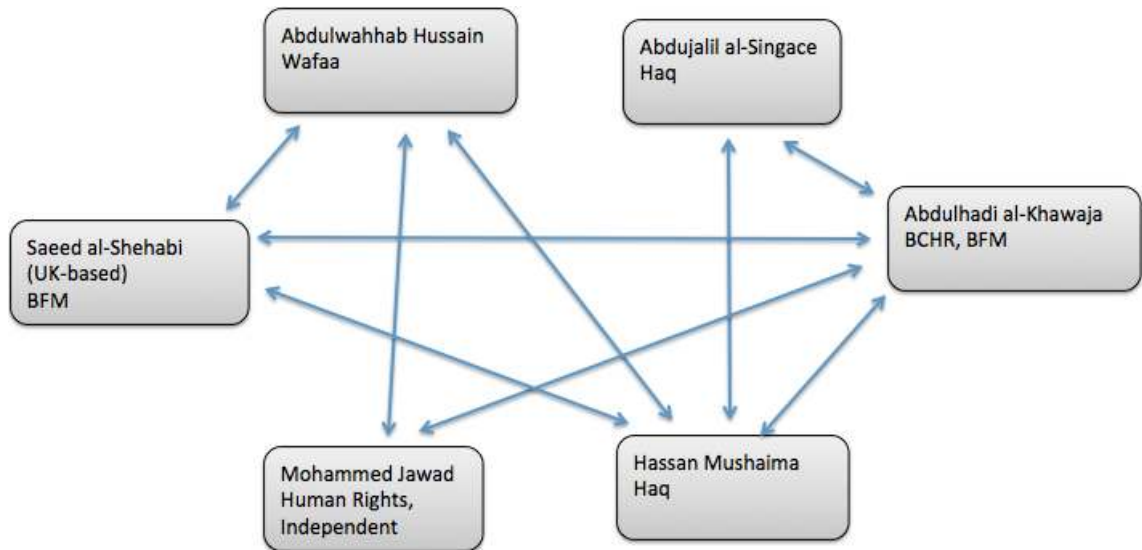 Abdulwahhab Hussain
Wafaa
Abdujalil al-Singace
Haq
Saeed al-Shehabi
(UK-based)
BFM
Abdulhadi al-Khawaja
BCHR, BFM
Mohammed Jawad
Human Rights,
Independent
Hassan Mushaima
Haq